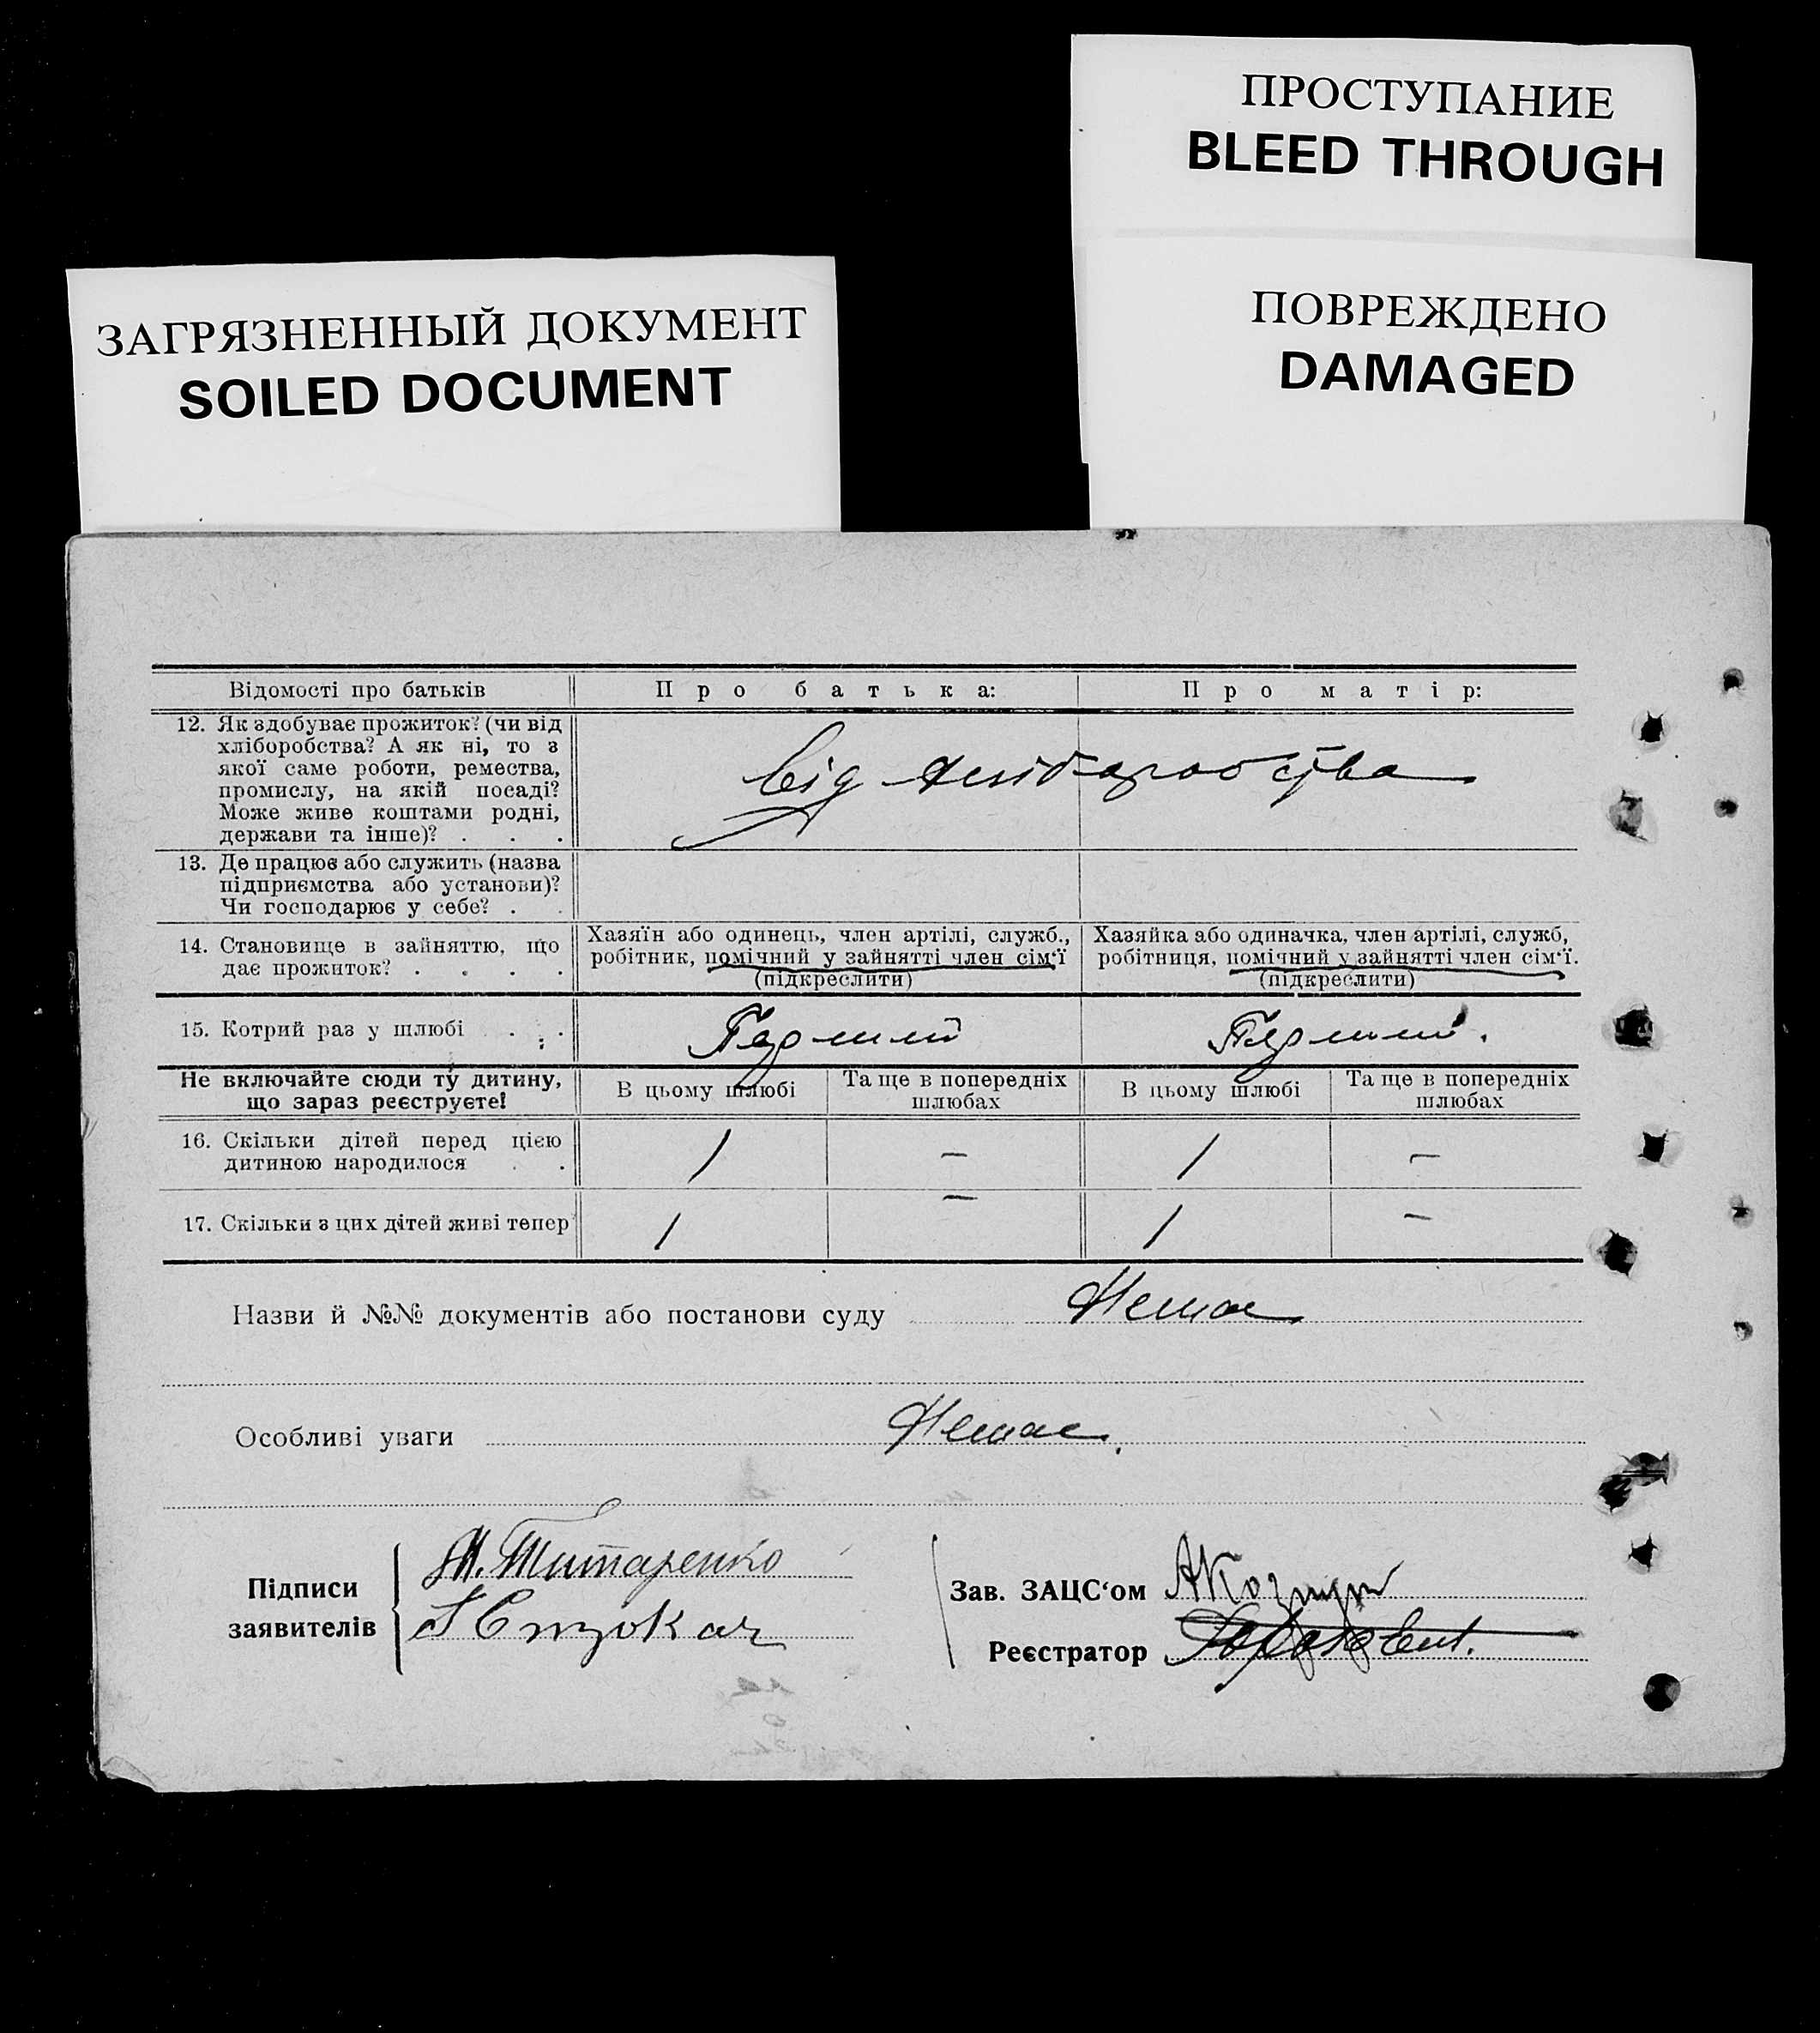 ПРОСТУПАНИЕ
BLEED THROUGH
ПОВРЕЖДЕНО
DAMAGED
ЗАГРЯЗНЕННЫЙ ДОКУМЕНТ
SOILED DOCUMENT
Відомості про батьків
Про батька:
Про матір:
12. Як здобуває прожиток? (чи від
хліборобства? А як ні, то з
якої саме роботи, ремества,
промислу, на якій посаді?
Може живе коштами родні,
держави та інше)? . . .
від хліборобства
13. Де працює або служить (назва
підприємства або установи)?
Чи господарює у себе? . .
14. Становище в зайняттю, що
дає прожиток? . . . .
Хазяїн або одинець, член артілі, служб.,
робітник, помічний у зайнятті член сім'ї
(підкреслити)
Хазяйка або одиначка, член артілі, служб,
робітниця, помічний у зайнятті член сім'ї.
(підкреслити)
15. Котрий раз у шлюбі . .
Перший
Перший.
Не включайте сюди ту дитину,
що зараз реєструєте!
В цьому шлюбі
Та ще в попередніх
шлюбах
В цьому шлюбі
Та ще в попередніх
шлюбах
16. Скільки дітей перед цією
дитиною народилося . .
1 — 1 —
17. Скільки з цих дітей живі тепер
1 — 1 —
Назви й №№ документів або постанови суду Немає
Особливі уваги Немає.
Підписи
заявителів
М. Титаренко
Зав. ЗАЦС'ом
Реєстратор